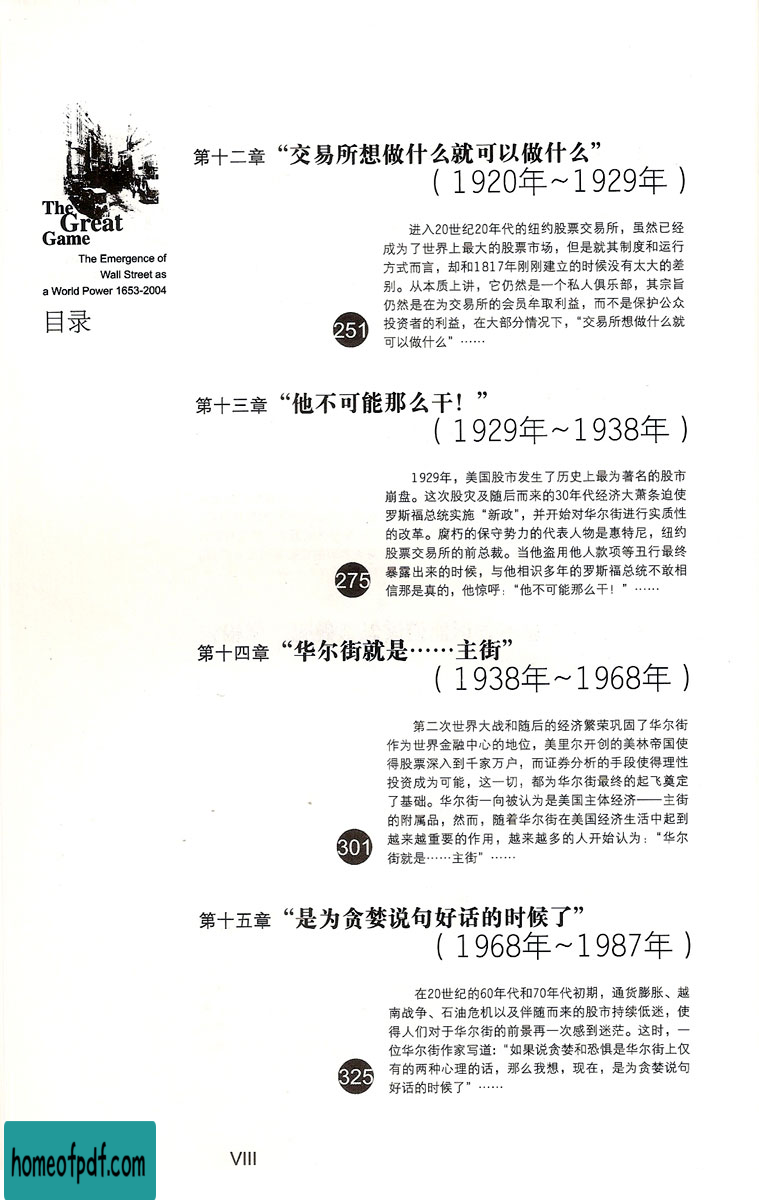 The
Great
Game
The Emergence of
Wall Street as
a World Power 1653-2004
目录
第十二章 “交易所想做什么就可以做什么”
(1920年~1929年)
进入20世纪20年代的纽约股票交易所，虽然已经
成为了世界上最大的股票市场，但是就其制度和运行
方式而言，却和1817年刚刚建立的时候没有太大的差
别。从本质上讲，它仍然是一个私人俱乐部，其宗旨
仍然是在为交易所的会员牟取利益，而不是保护公众
投资者的利益，在大部分情况下，“交易所想做什么就
可以做什么”……
251
第十三章 “他不可能那么干！”
(1929年~1938年)
1929年，美国股市发生了历史上最为著名的股市
崩盘。这次股灾及随后而来的30年代经济大萧条迫使
罗斯福总统实施“新政”，并开始对华尔街进行实质性
的改革。腐朽的保守势力的代表人物是惠特尼，纽约
股票交易所的前总裁。当他盗用他人款项等丑行最终
暴露出来的时候，与他相识多年的罗斯福总统不敢相
信那是真的，他惊呼：“他不可能那么干！”……
275
第十四章 “华尔街就是……主街”
(1938年~1968年)
第二次世界大战和随后的经济繁荣巩固了华尔街
作为世界金融中心的地位，美里尔开创的美林帝国使
得股票深入到千家万户，而证券分析的手段使得理性
投资成为可能，这一切，都为华尔街最终的起飞奠定
了基础。华尔街一向被认为是美国主体经济——主街
的附属品，然而，随着华尔街在美国经济生活中起到
越来越重要的作用，越来越多的人开始认为：“华尔
街就是……主街”……
301
第十五章 “是为贪婪说句好话的时候了”
(1968年~1987年)
在20世纪的60年代和70年代初期，通货膨胀、越
南战争、石油危机以及伴随而来的股市持续低迷，使
得人们对于华尔街的前景再一次感到迷茫。这时，一
位华尔街作家写道：“如果说贪婪和恐惧是华尔街上仅
有的两种心理的话，那么我想，现在，是为贪婪说句
好话的时候了”……
325
VIII
homeofpdf.com